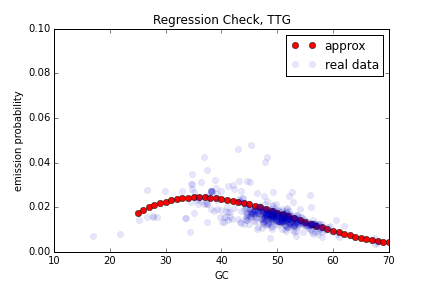 Regression Check, TTG
approx
real data
emission probability
0.10
0.08
0.06
0.04
0.02
0.00
10 20 30 40 50 60 70
GC